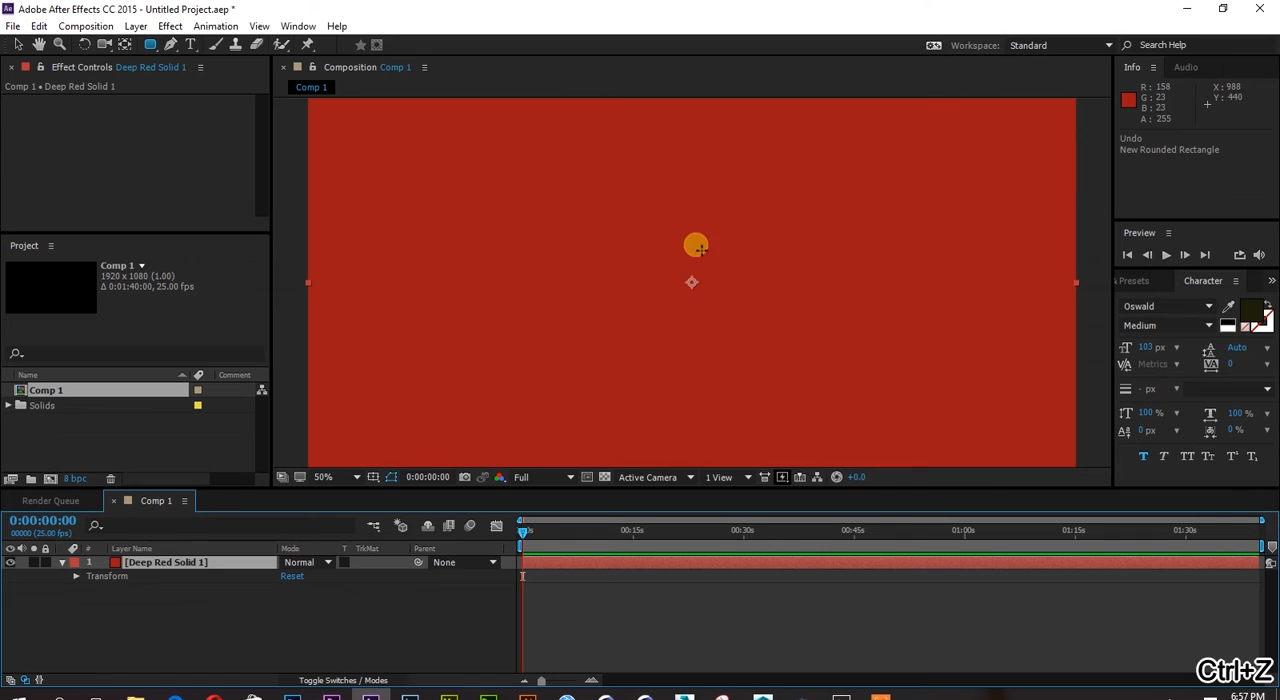 Ae Adobe After Effects CC 2015 - Untitled Project.aep *
File Edit Composition Layer Effect Animation View Window Help
Workspace: Standard Search Help
Effect Controls Deep Red Solid 1
Composition Comp 1
Info Audio
Comp 1 • Deep Red Solid 1
Comp 1
R : 158
G : 23
B : 23
A : 255
X : 988
Y : 440
Undo
New Rounded Rectangle
Project
Comp 1
1920 x 1080 (1.00)
Δ 0:01:40:00, 25.00 fps
Preview
Presets Character
Oswald
Medium
103 px Auto
Metrics 0
- px
100 % 100 %
0 px 0 %
T T TT Tt T¹ T₁
Name Comment
Comp 1
Solids
8 bpc
50% 0:00:00:00 Full Active Camera 1 View +0.0
Render Queue Comp 1
0:00:00:00
00000 (25.00 fps)
00:15s 00:30s 00:45s 01:00s 01:15s 01:30s
# Layer Name Mode T TrkMat Parent
1 [Deep Red Solid 1] Normal None
Transform Reset
Toggle Switches / Modes
Ctrl+Z
6:57 PM